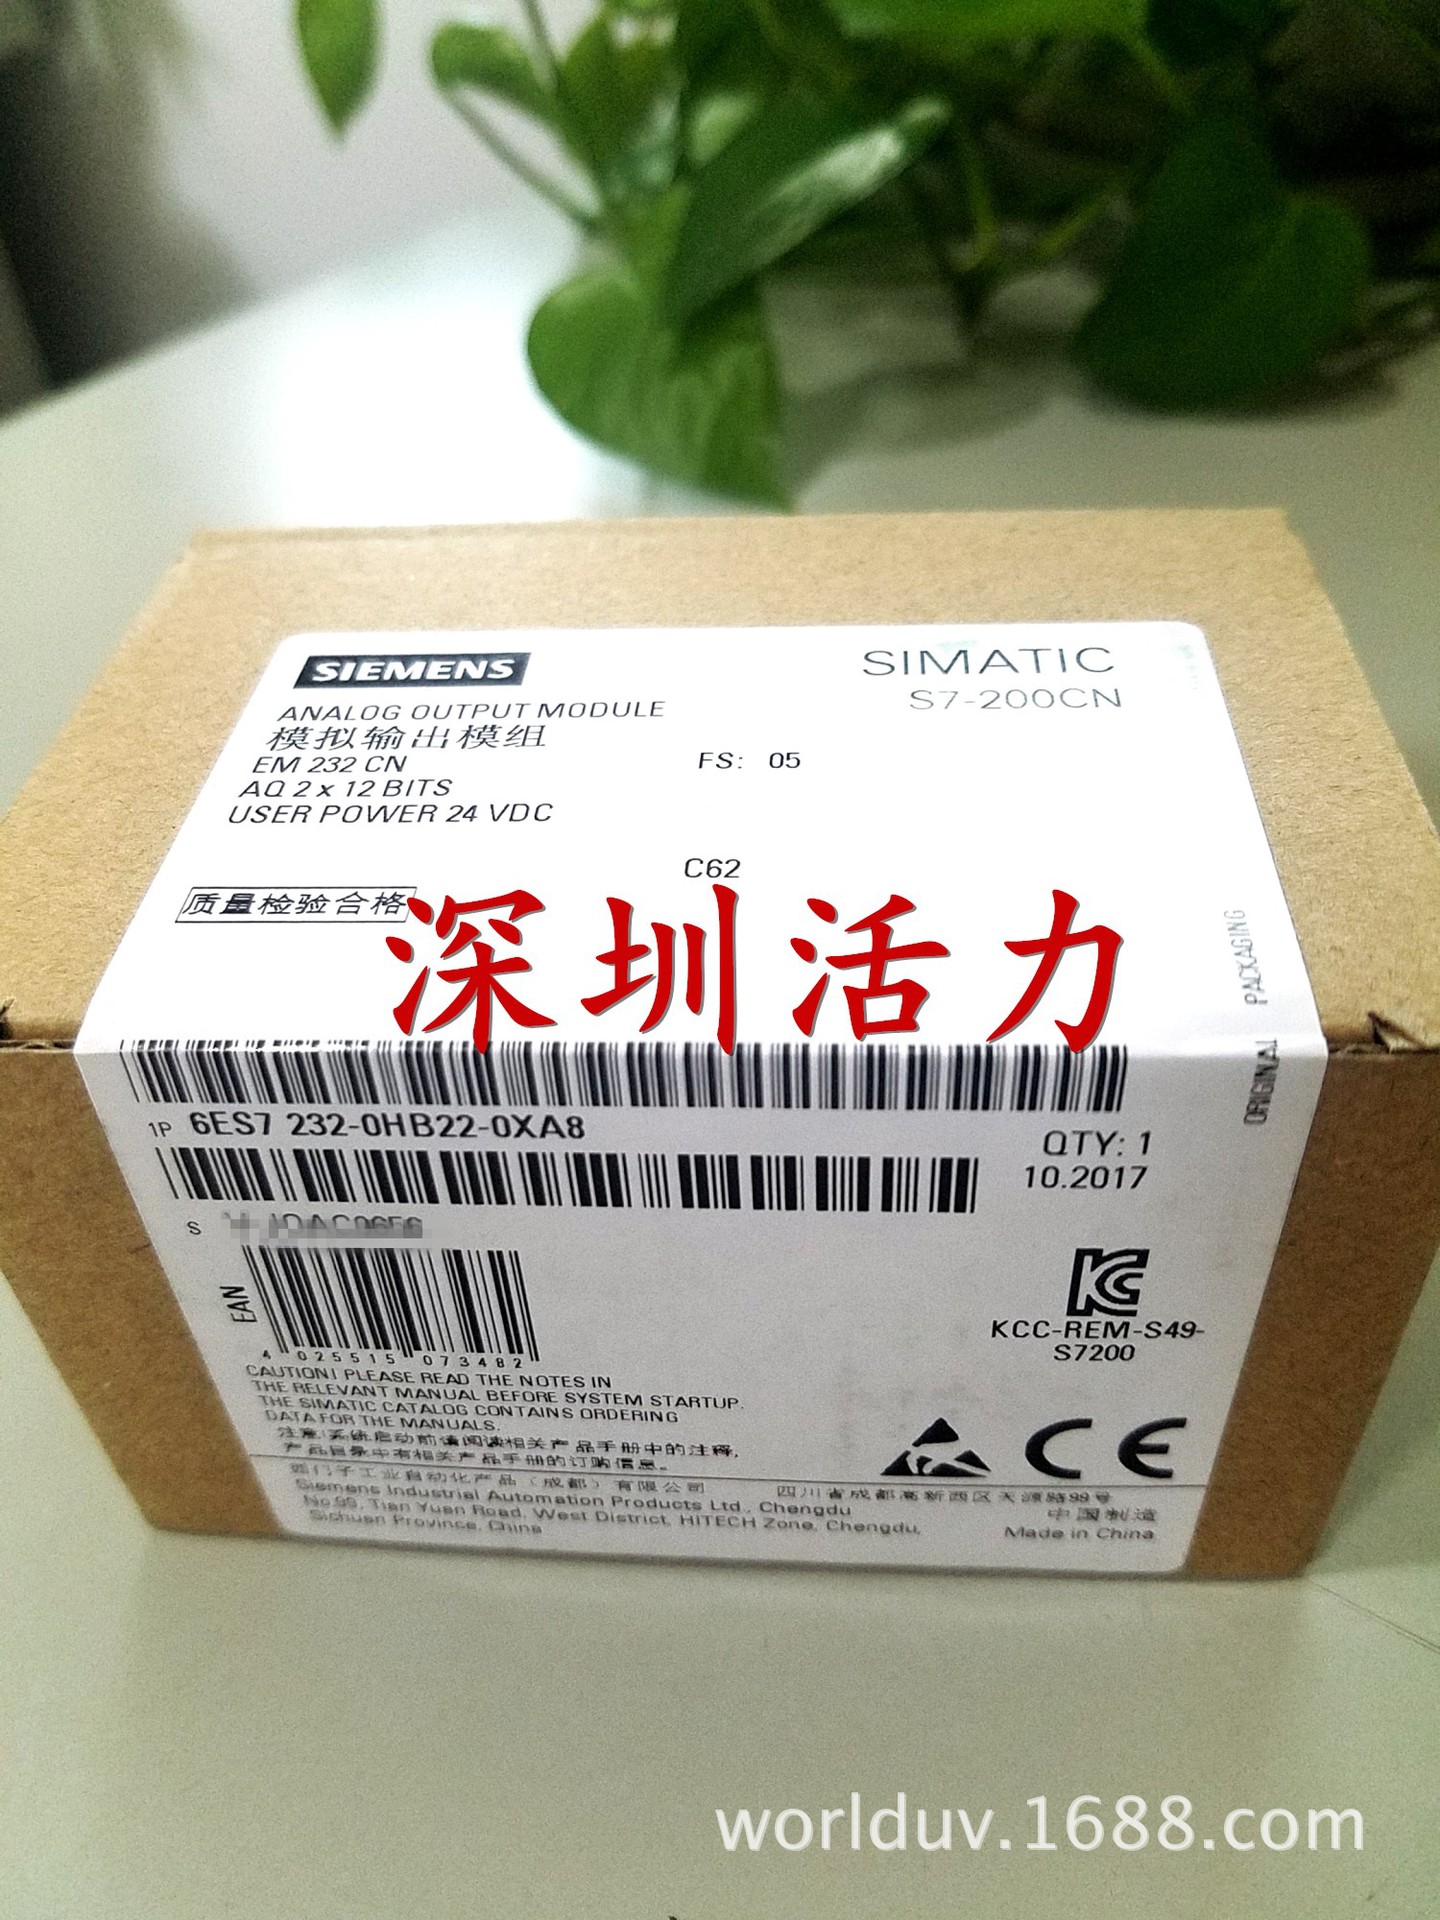 SIEMENS
SIMATIC
S7-200CN
ANALOG OUTPUT MODULE
模拟输出模组
EM 232 CN
FS: 05
AQ 2 x 12 BITS
USER POWER 24 VDC
C62
质量检验合格
深圳活力
ORIGINAL PACKAGING
1P 6ES7 232-0HB22-0XA8
QTY: 1
10.2017
S
EAN
4 025515 073482
KCC-REM-S49-
S7200
CAUTION! PLEASE READ THE NOTES IN
THE RELEVANT MANUAL BEFORE SYSTEM STARTUP.
THE SIMATIC CATALOG CONTAINS ORDERING
DATA FOR THE MANUALS.
注意:系统启动前请阅读相关产品手册中的注释,
产品目录中有相关产品手册的订购信息。
CE
西门子工业自动化产品（成都）有限公司
四川省成都高新西区天源路99号
Siemens Industrial Automation Products Ltd., Chengdu
No.99, Tian Yuan Road, West District, HITECH Zone, Chengdu,
Sichuan Province, China
中国制造
Made in China
worlduv.1688.com